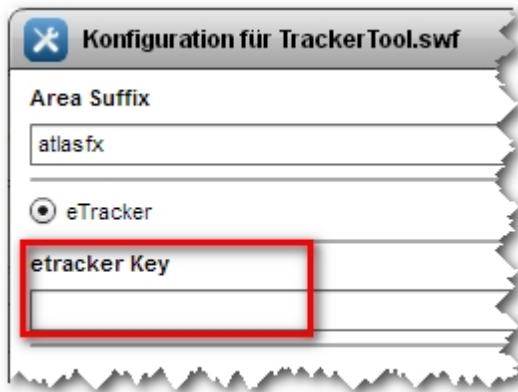 Konfiguration für TrackerTool.swf
Area Suffix
atlasfx
eTracker
etracker Key